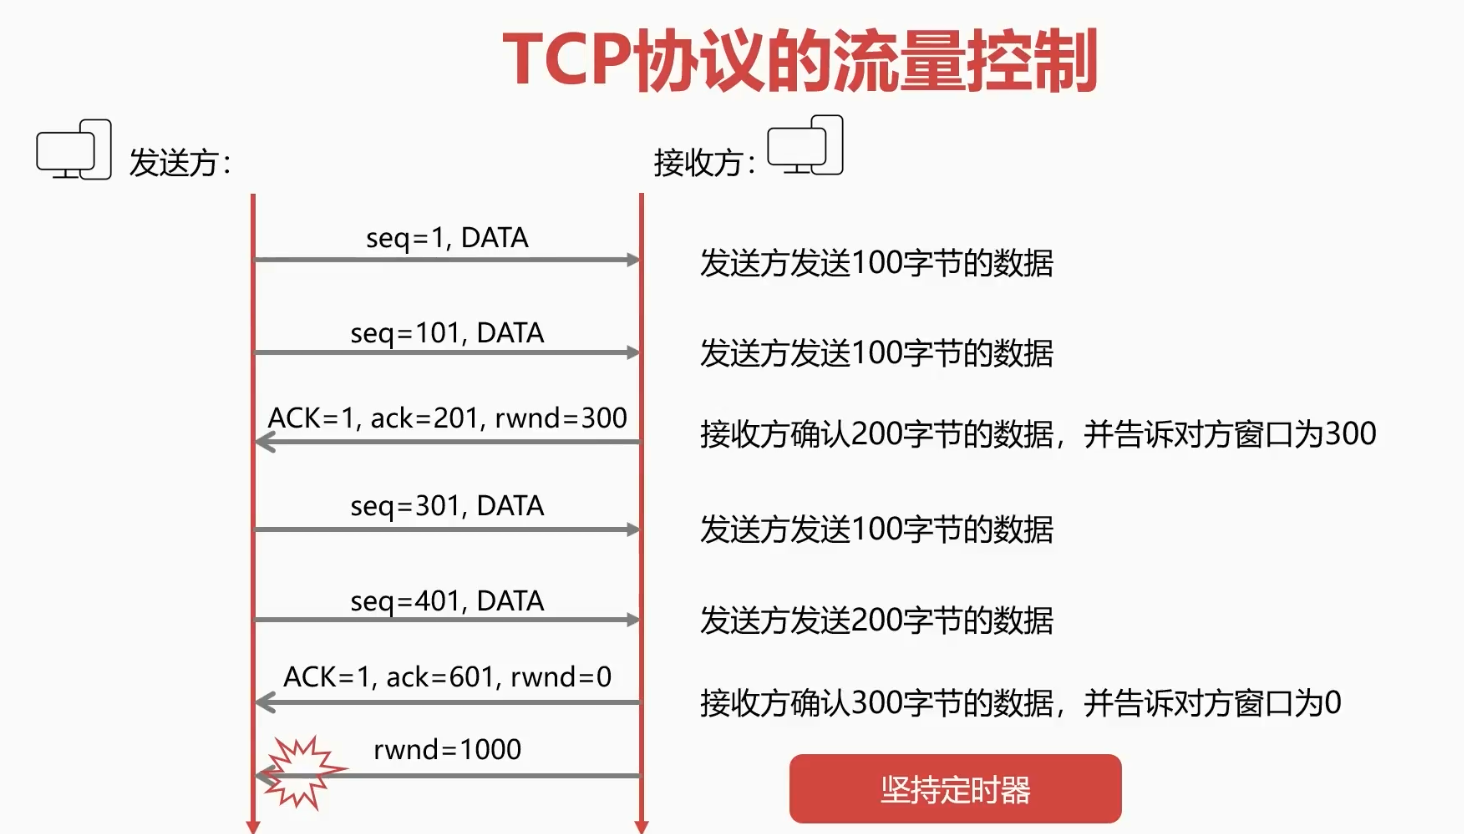 TCP协议的流量控制
发送方：
接收方：
seq=1, DATA
发送方发送100字节的数据
seq=101, DATA
发送方发送100字节的数据
ACK=1, ack=201, rwnd=300
接收方确认200字节的数据，并告诉对方窗口为300
seq=301, DATA
发送方发送100字节的数据
seq=401, DATA
发送方发送200字节的数据
ACK=1, ack=601, rwnd=0
接收方确认300字节的数据，并告诉对方窗口为0
rwnd=1000
坚持定时器